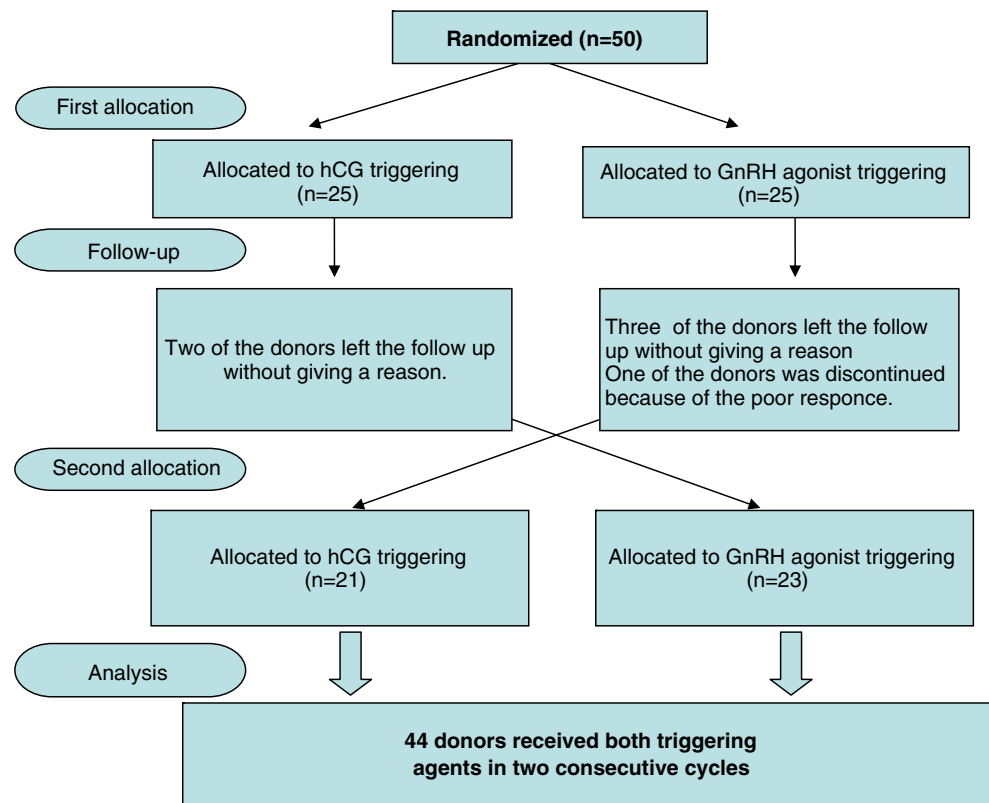 Randomized (n=50)
First allocation
Allocated to hCG triggering
(n=25)
Allocated to GnRH agonist triggering
(n=25)
Follow-up
Two of the donors left the follow up
without giving a reason.
Three of the donors left the follow
up without giving a reason
One of the donors was discontinued
because of the poor responce.
Second allocation
Allocated to hCG triggering
(n=21)
Allocated to GnRH agonist triggering
(n=23)
Analysis
44 donors received both triggering
agents in two consecutive cycles